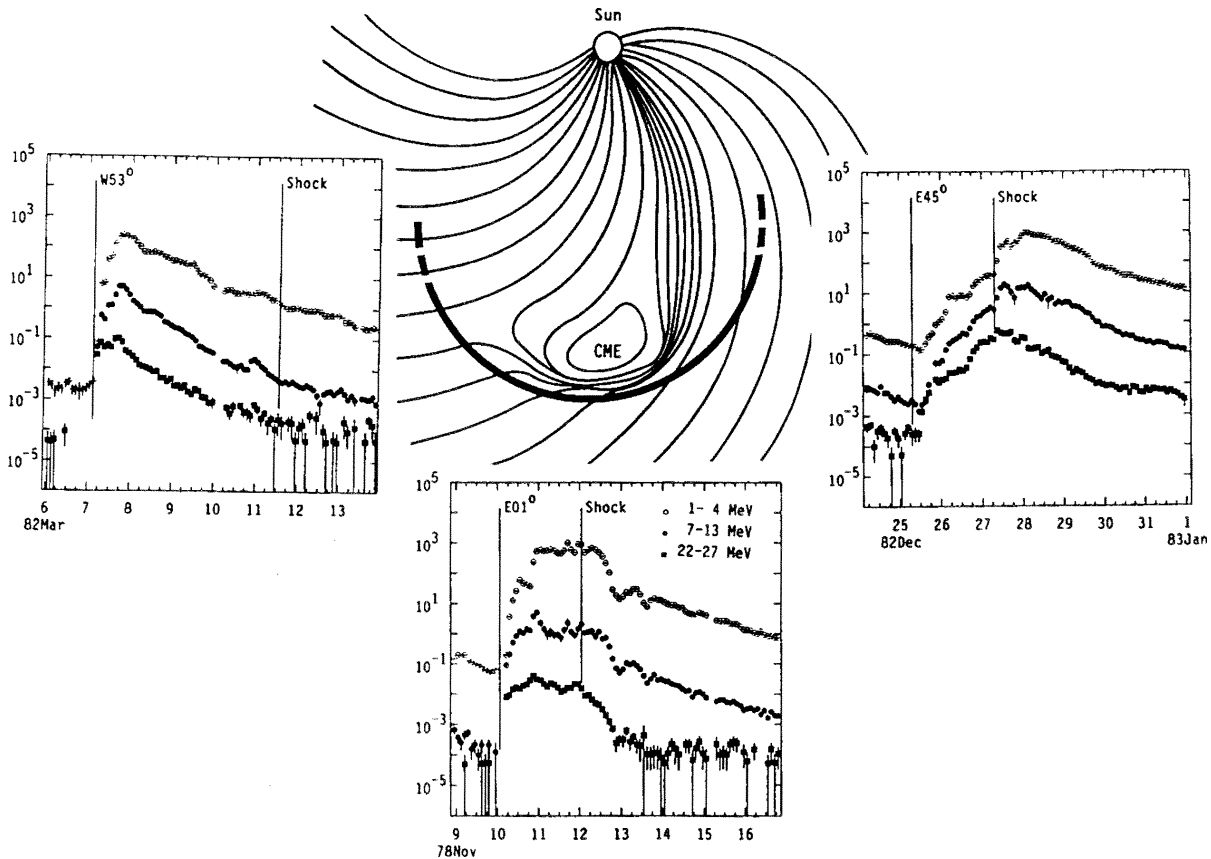 Sun
CME
10^5
10^3
10^1
10^-1
10^-3
10^-5
W53°
Shock
6 7 8 9 10 11 12 13
82Mar
10^5
10^3
10^1
10^-1
10^-3
10^-5
E45°
Shock
25 26 27 28 29 30 31 1
82Dec 83Jan
10^5
10^3
10^1
10^-1
10^-3
10^-5
E01°
Shock
1- 4 MeV
7-13 MeV
22-27 MeV
9 10 11 12 13 14 15 16
78Nov